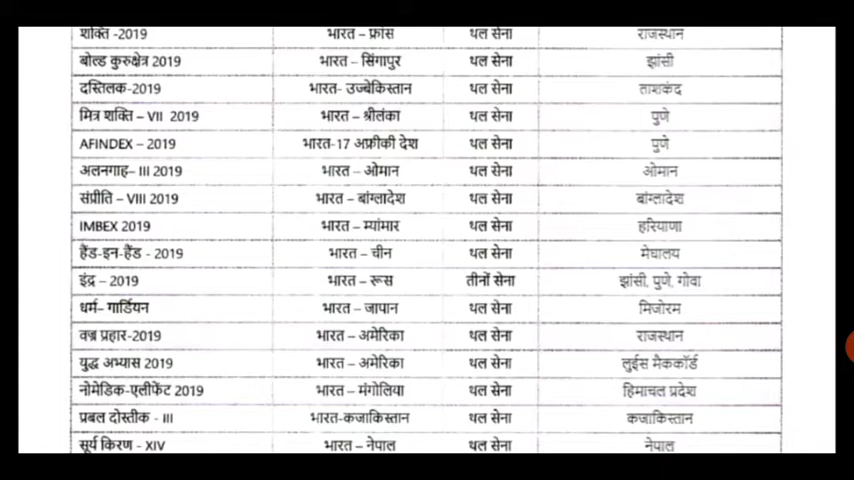 शक्ति -2019 भारत – फ्रांस थल सेना राजस्थान
बोल्ड कुरुक्षेत्र 2019 भारत – सिंगापुर थल सेना झांसी
दस्तिलक-2019 भारत- उज्बेकिस्तान थल सेना ताशकंद
मित्र शक्ति – VII 2019 भारत – श्रीलंका थल सेना पुणे
AFINDEX – 2019 भारत-17 अफ्रीकी देश थल सेना पुणे
अलनगाह– III 2019 भारत – ओमान थल सेना ओमान
संप्रीति – VIII 2019 भारत – बांग्लादेश थल सेना बांग्लादेश
IMBEX 2019 भारत – म्यांमार थल सेना हरियाणा
हैंड-इन-हैंड - 2019 भारत – चीन थल सेना मेघालय
इंद्र – 2019 भारत – रूस तीनों सेना झांसी, पुणे, गोवा
धर्म– गार्डियन भारत – जापान थल सेना मिजोरम
वज्र प्रहार-2019 भारत – अमेरिका थल सेना राजस्थान
युद्ध अभ्यास 2019 भारत – अमेरिका थल सेना लुईस मैककॉर्ड
नोमेडिक-एलीफेंट 2019 भारत – मंगोलिया थल सेना हिमाचल प्रदेश
प्रबल दोस्तीक - III भारत-कजाकिस्तान थल सेना कजाकिस्तान
सूर्य किरण - XIV भारत – नेपाल थल सेना नेपाल